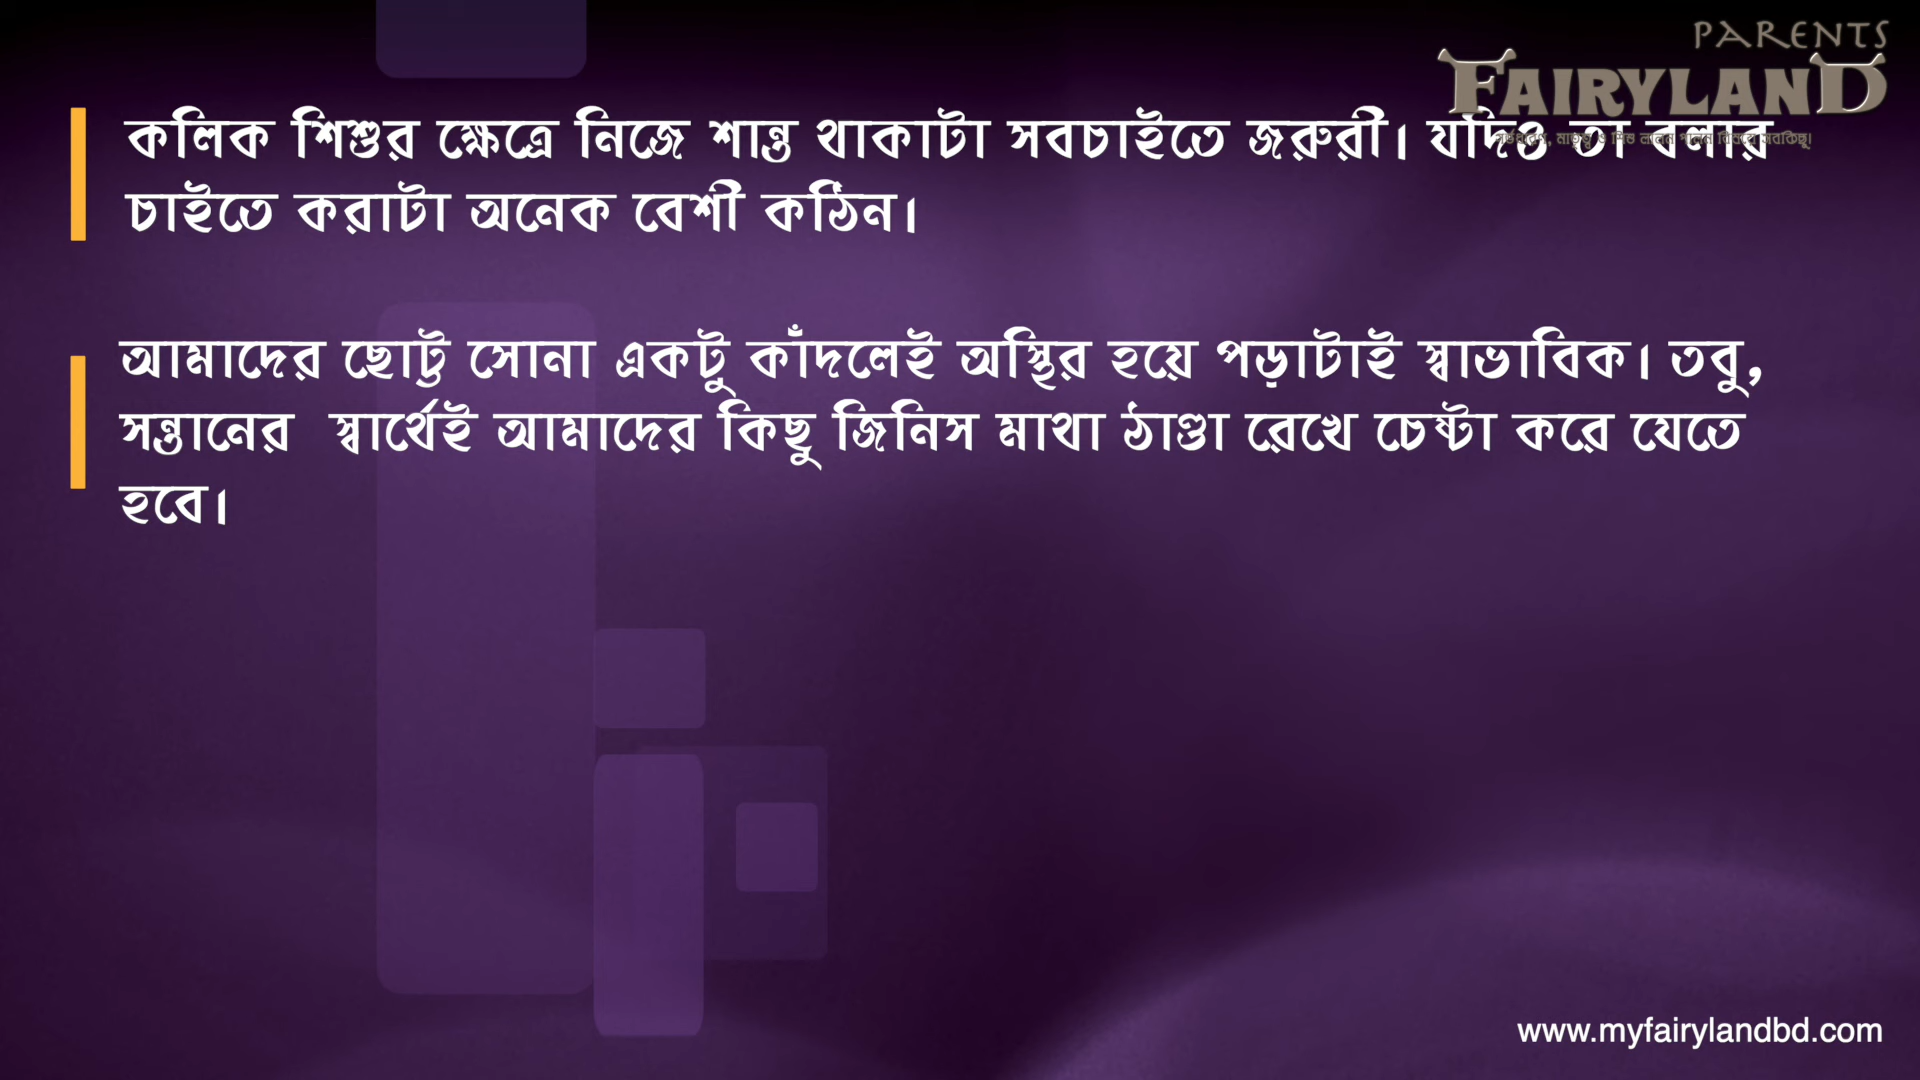 PARENTS
FAIRYLAND
কলিক শিশুর ক্ষেত্রে নিজে শান্ত থাকাটা সবচাইতে জরুরী। যদিও তা বলার
চাইতে করাটা অনেক বেশী কঠিন।
আমাদের ছোট্ট সোনা একটু কাঁদলেই অস্থির হয়ে পড়াটাই স্বাভাবিক। তবু,
সন্তানের স্বার্থেই আমাদের কিছু জিনিস মাথা ঠাণ্ডা রেখে চেষ্টা করে যেতে
হবে।
www.myfairylandbd.com